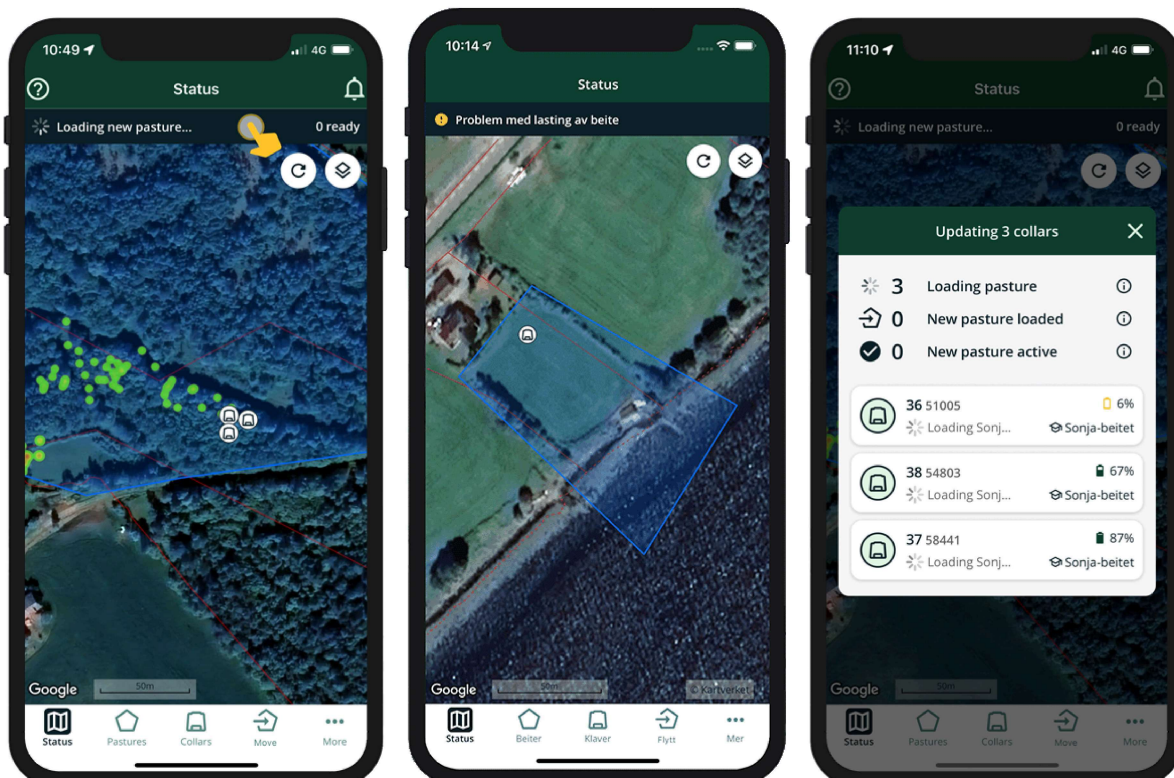 10:49
4G
Status
Loading new pasture...
0 ready
Google
50m
Status
Pastures
Collars
Move
More
10:14
Status
Problem med lasting av beite
Google
50m
© Kartverket
Status
Beiter
Klaver
Flytt
Mer
11:10
4G
Status
Loading new pasture...
0 ready
Updating 3 collars
3 Loading pasture
0 New pasture loaded
0 New pasture active
36 51005 6%
Loading Sonj... Sonja-beitet
38 54803 67%
Loading Sonj... Sonja-beitet
37 58441 87%
Loading Sonj... Sonja-beitet
Google
50m
Status
Pastures
Collars
Move
More